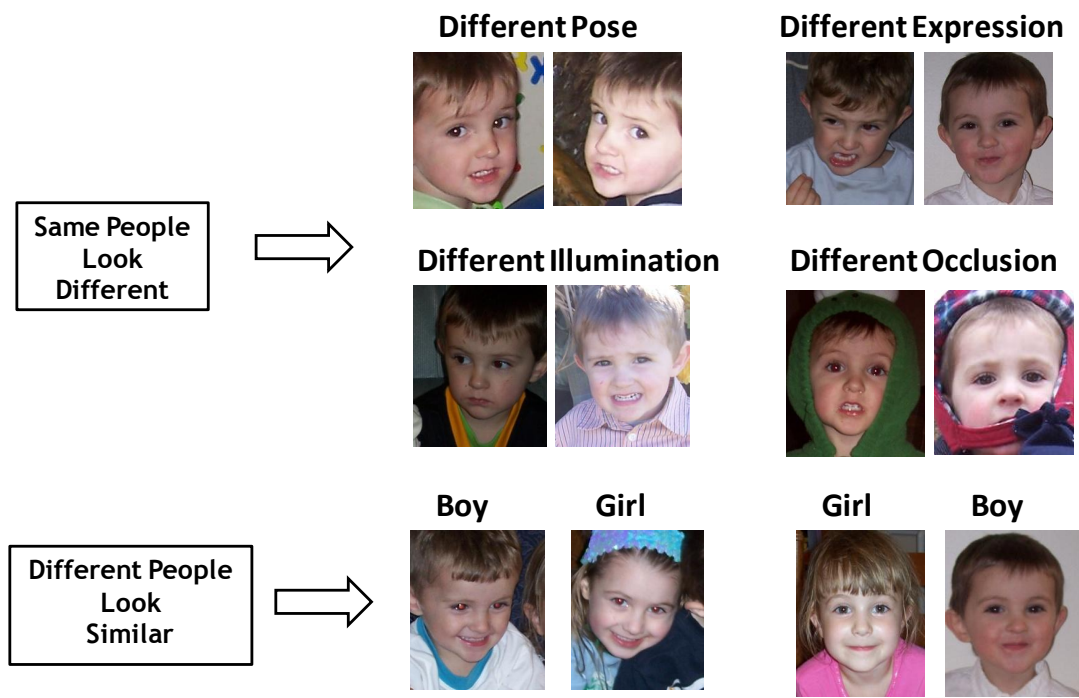 Different Pose
Different Expression
Same People
Look
Different
Different Illumination
Different Occlusion
Boy
Girl
Girl
Boy
Different People
Look
Similar